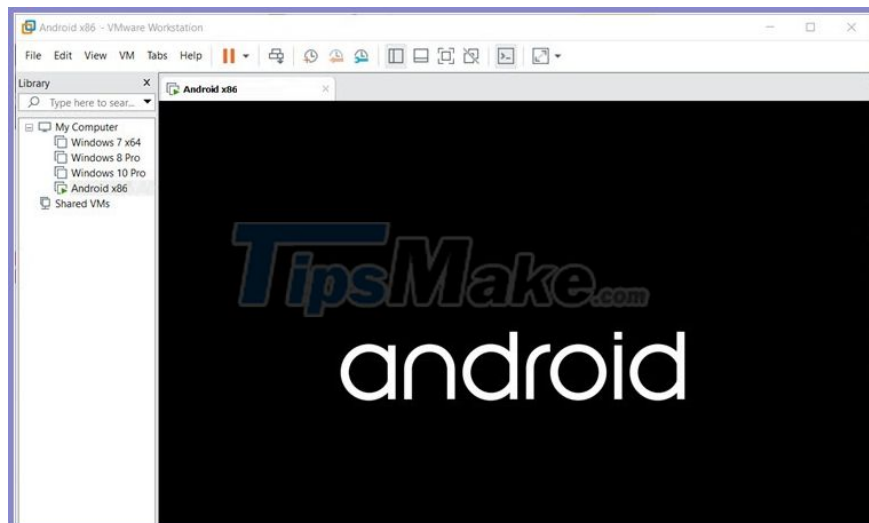 Android x86 - VMware Workstation
File Edit View VM Tabs Help
Library X
Type here to sear...
Android x86
My Computer
Windows 7 x64
Windows 8 Pro
Windows 10 Pro
Android x86
Shared VMs
TipsMake.com
android